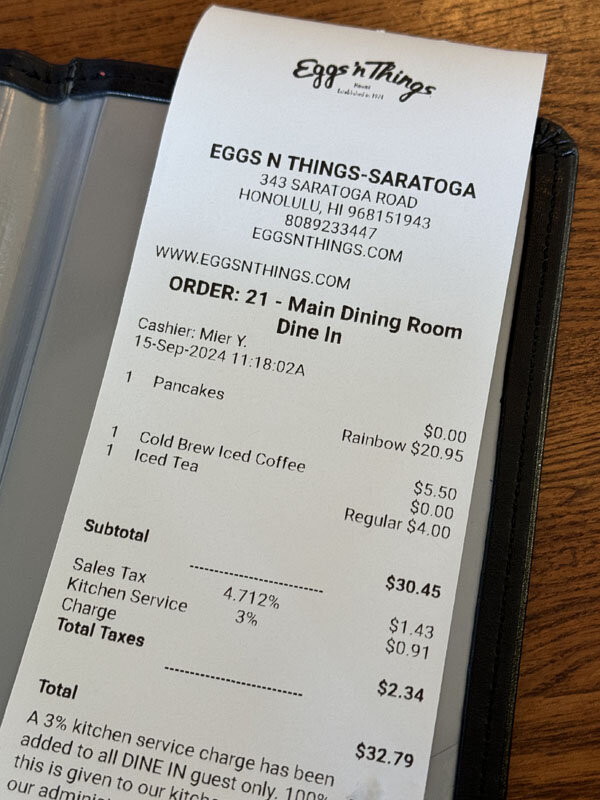 Eggs 'n Things
Hawaii
Established in 1974
EGGS N THINGS-SARATOGA
343 SARATOGA ROAD
HONOLULU, HI 968151943
8089233447
EGGSNTHINGS.COM
WWW.EGGSNTHINGS.COM
ORDER: 21 - Main Dining Room
Dine In
Cashier: Mier Y.
15-Sep-2024 11:18:02A
1 Pancakes $0.00
Rainbow $20.95
1 Cold Brew Iced Coffee $5.50
1 Iced Tea $0.00
Regular $4.00
Subtotal $30.45
Sales Tax 4.712% $1.43
Kitchen Service 3% $0.91
Charge
Total Taxes $2.34
Total $32.79
A 3% kitchen service charge has been
added to all DINE IN guest only. 100%
this is given to our
our